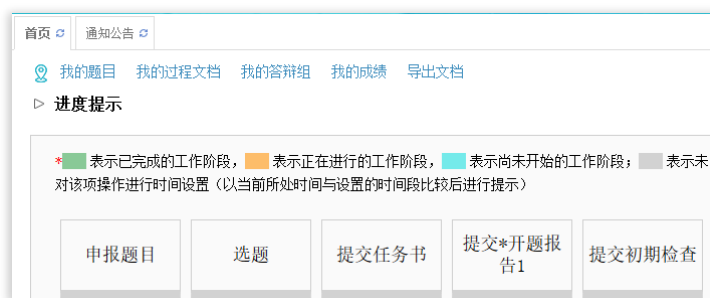 首页 通知公告
我的题目 我的过程文档 我的答辩组 我的成绩 导出文档
进度提示
* 表示已完成的工作阶段， 表示正在进行的工作阶段， 表示尚未开始的工作阶段； 表示未
对该项操作进行时间设置（以当前所处时间与设置的时间段比较后进行提示）
申报题目 选题 提交任务书 提交*开题报告1 提交初期检查